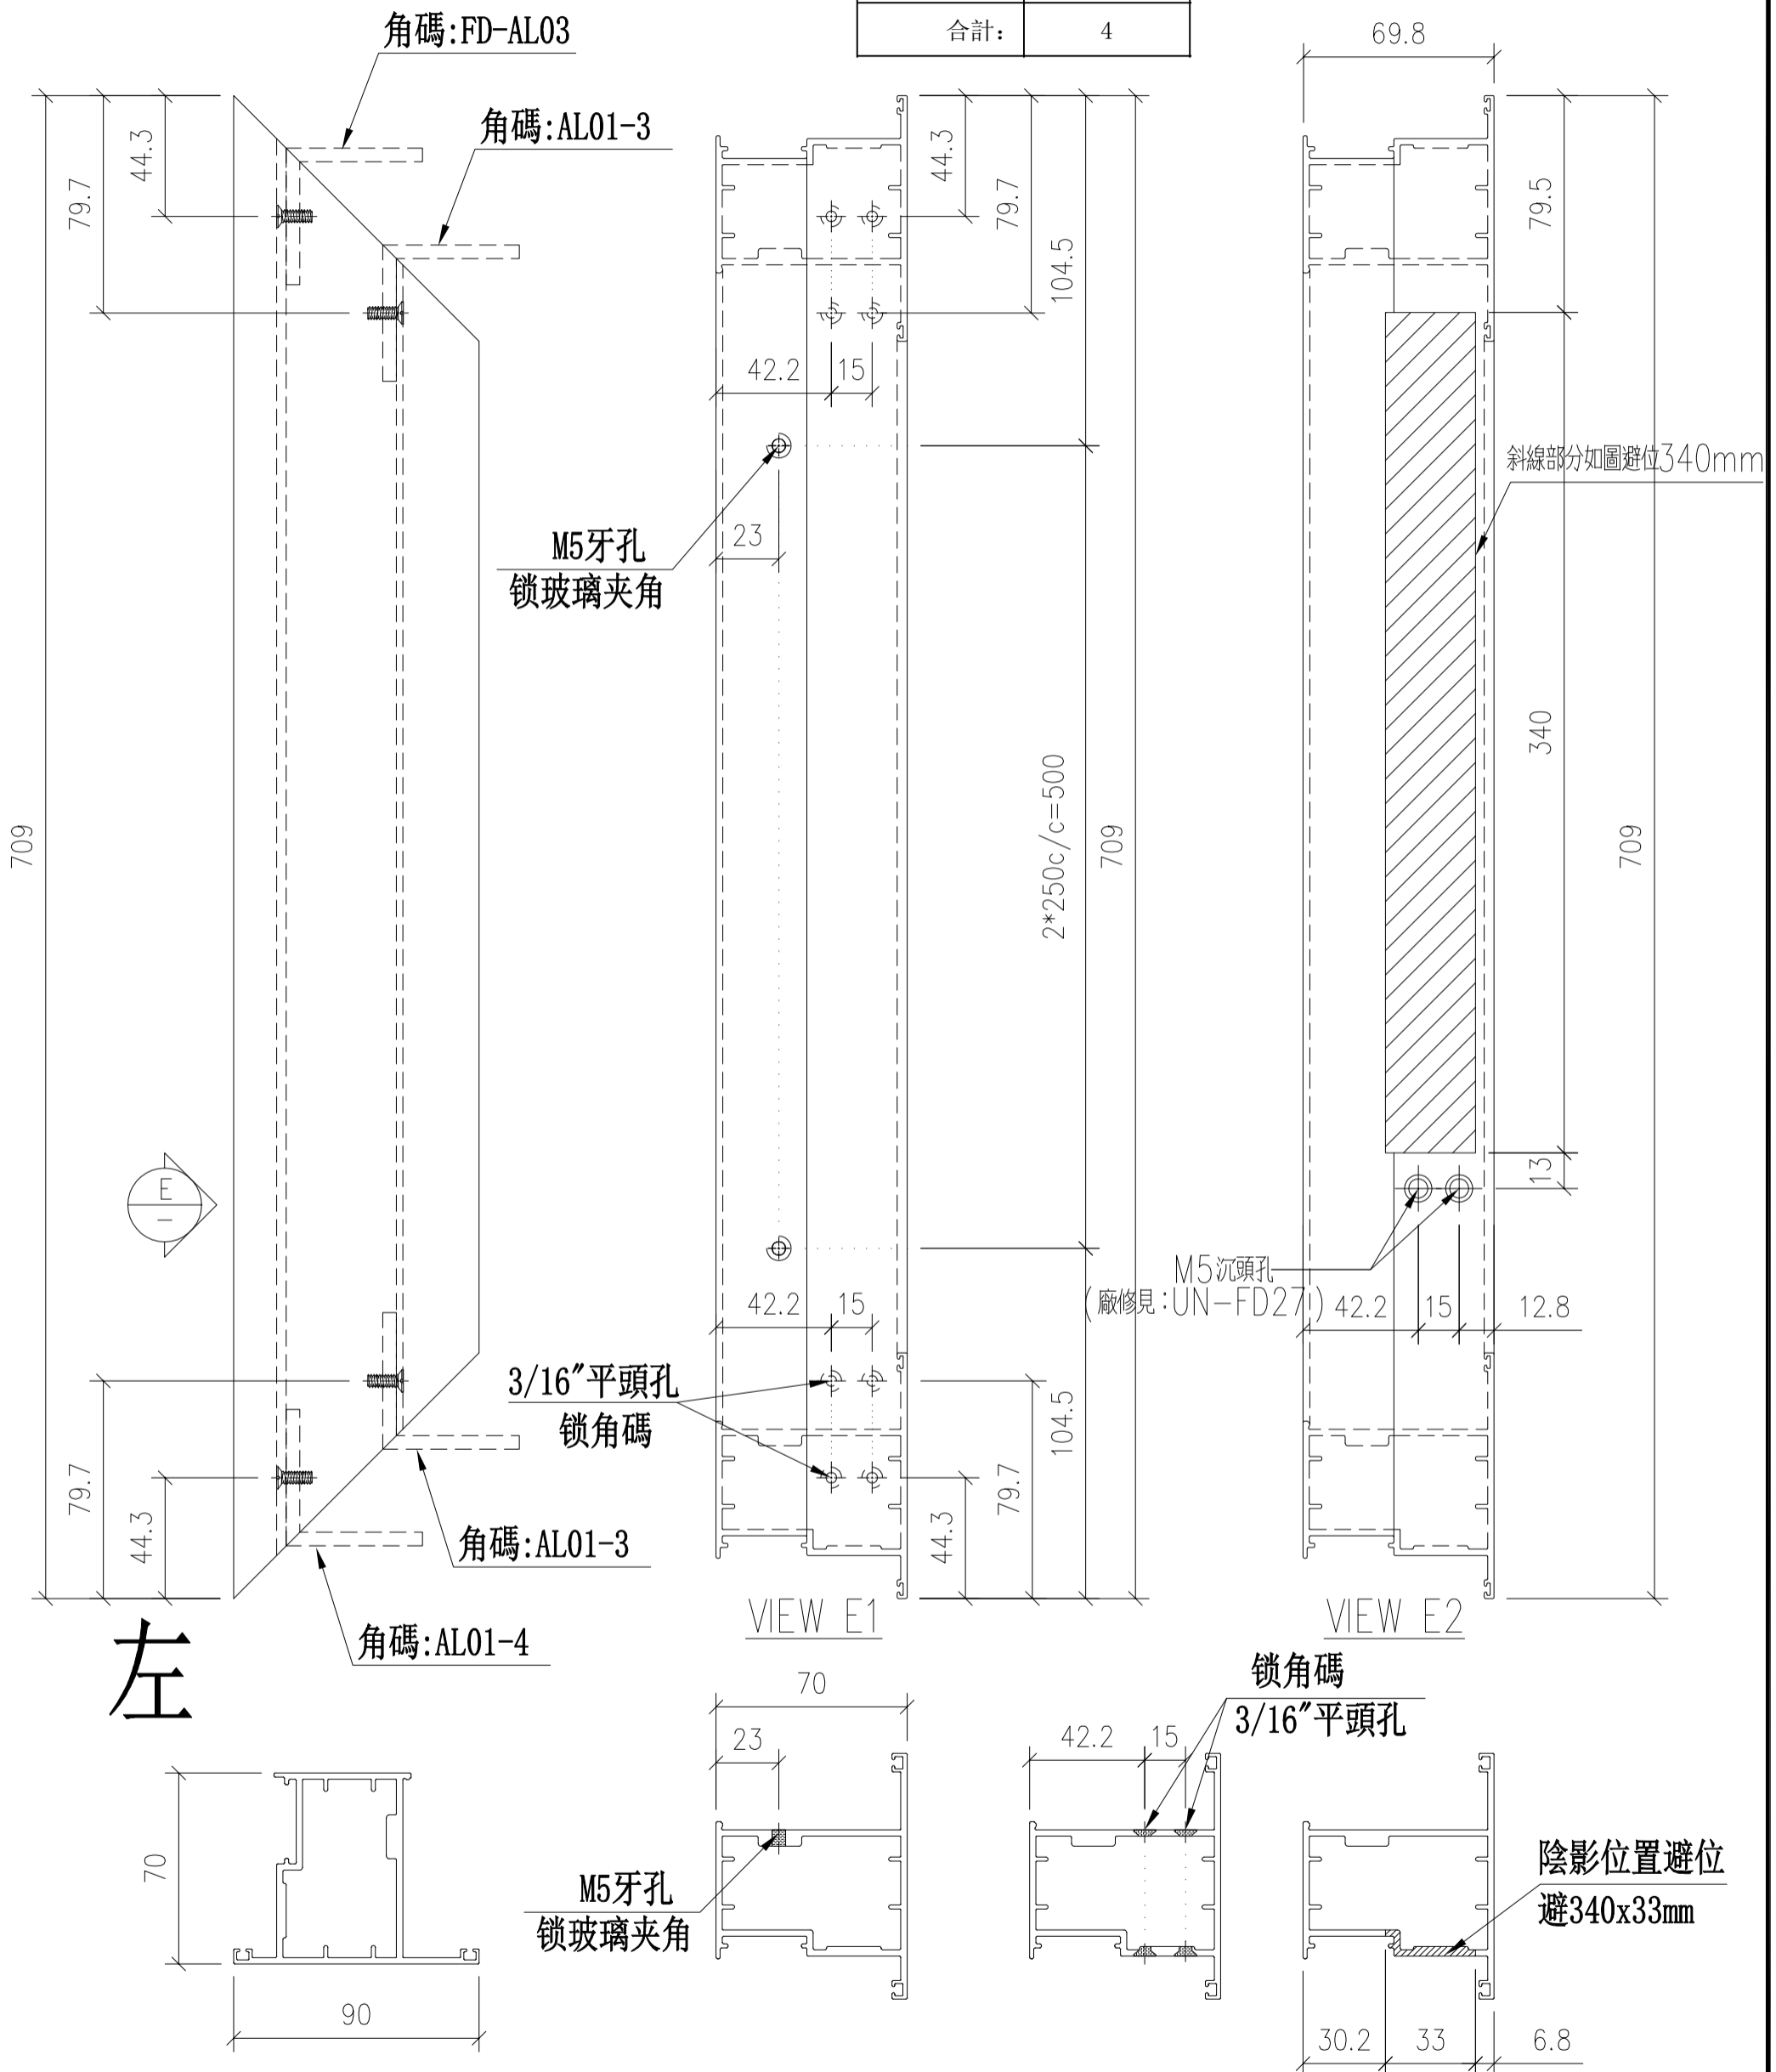 合計:
4
角碼:FD-AL03
角碼:AL01-3
69.8
44.3
79.7
44.3
79.7
104.5
79.5
42.2
15
斜線部分如圖避位340mm
M5牙孔
锁玻璃夹角
23
709
2*250c/c=500
709
340
709
E
13
M5沉頭孔
(廠修見:UN-FD27)
42.2
15
42.2
15
12.8
3/16"平頭孔
锁角碼
79.7
44.3
44.3
79.7
104.5
角碼:AL01-3
角碼:AL01-4
左
VIEW E1
VIEW E2
70
23
锁角碼
3/16"平頭孔
42.2
15
70
90
M5牙孔
锁玻璃夹角
陰影位置避位
避340x33mm
30.2
33
6.8